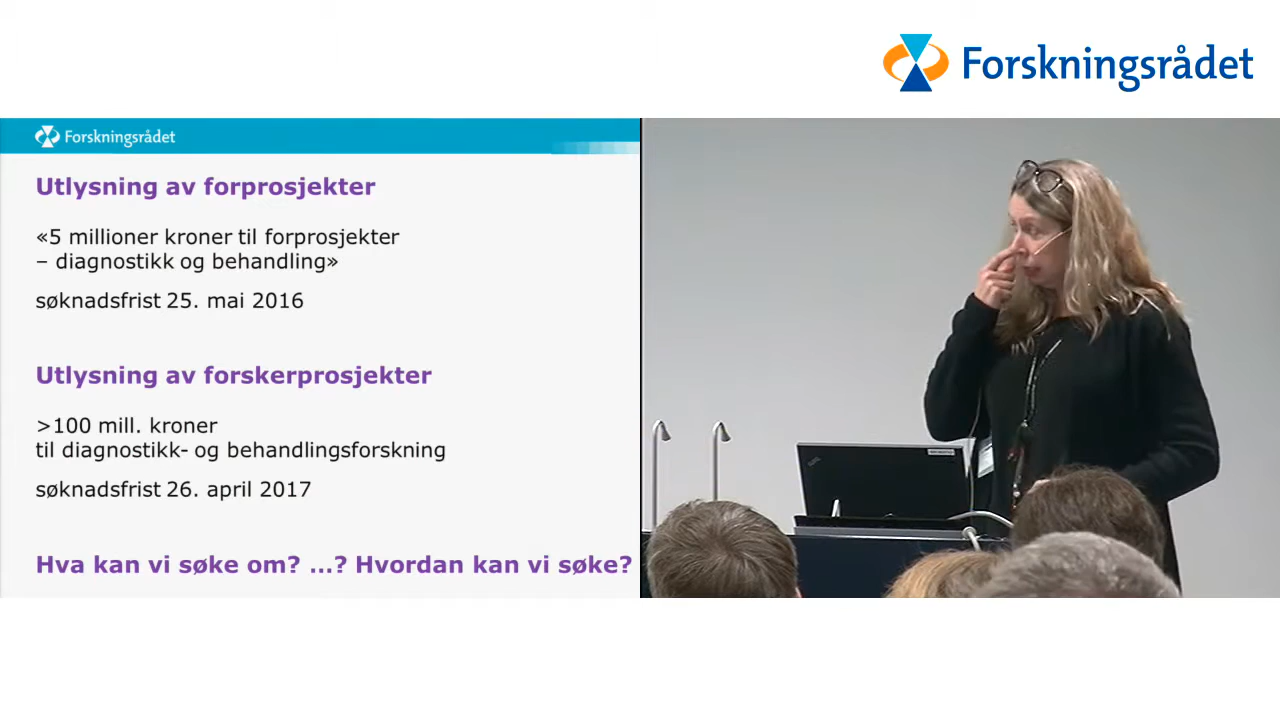 Forskningsrådet
Forskningsrådet
Utlysning av forprosjekter
«5 millioner kroner til forprosjekter
– diagnostikk og behandling»
søknadsfrist 25. mai 2016
Utlysning av forskerprosjekter
>100 mill. kroner
til diagnostikk- og behandlingsforskning
søknadsfrist 26. april 2017
Hva kan vi søke om? ...? Hvordan kan vi søke?